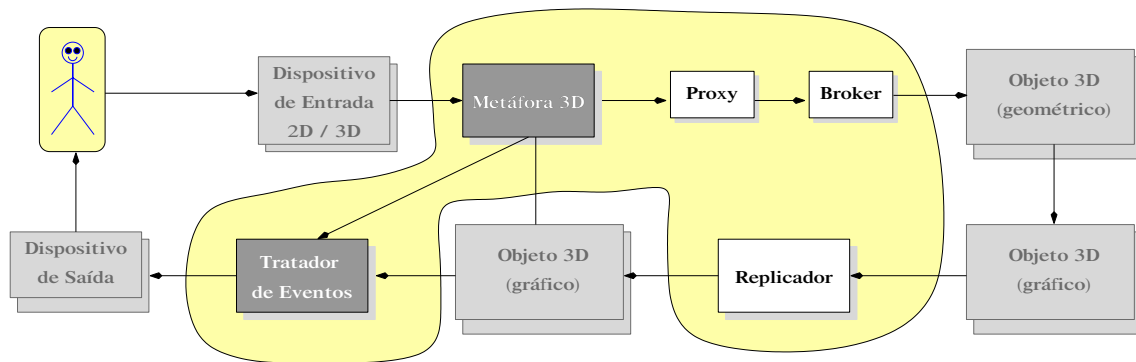 Dispositivo
de Entrada
2D / 3D
Metáfora 3D
Proxy
Broker
Objeto 3D
(geométrico)
Dispositivo
de Saída
Tratador
de Eventos
Objeto 3D
(gráfico)
Replicador
Objeto 3D
(gráfico)